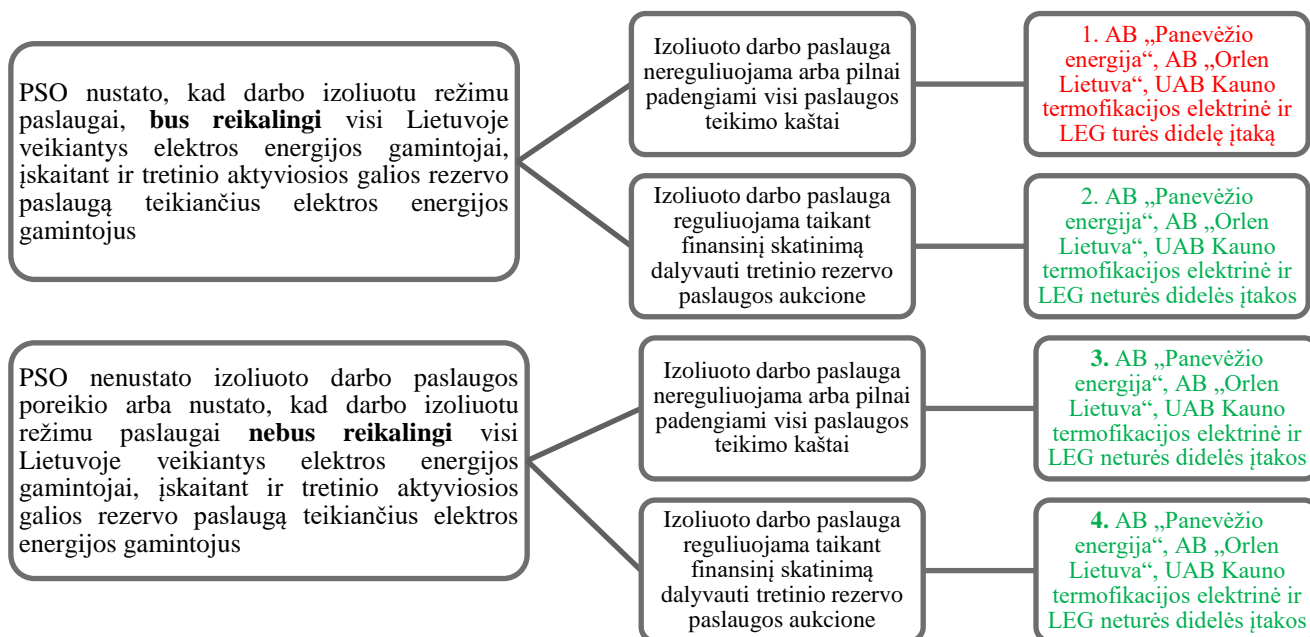 PSO nustato, kad darbo izoliuotu režimu
paslaugai, bus reikalingi visi Lietuvoje
veikiantys elektros energijos gamintojai,
įskaitant ir tretinio aktyviosios galios rezervo
paslaugą teikiančius elektros energijos
gamintojus
Izoliuoto darbo paslauga
nereguliuojama arba pilnai
padengiami visi paslaugos
teikimo kaštai
1. AB „Panevėžio
energija“, AB „Orlen
Lietuva“, UAB Kauno
termofikacijos elektrinė ir
LEG turės didelę įtaką
Izoliuoto darbo paslauga
reguliuojama taikant
finansinį skatinimą
dalyvauti tretinio rezervo
paslaugos aukcione
2. AB „Panevėžio
energija“, AB „Orlen
Lietuva“, UAB Kauno
termofikacijos elektrinė ir
LEG neturės didelės įtakos
PSO nenustato izoliuoto darbo paslaugos
poreikio arba nustato, kad darbo izoliuotu
režimu paslaugai nebus reikalingi visi
Lietuvoje veikiantys elektros energijos
gamintojai, įskaitant ir tretinio aktyviosios
galios rezervo paslaugą teikiančius elektros
energijos gamintojus
Izoliuoto darbo paslauga
nereguliuojama arba pilnai
padengiami visi paslaugos
teikimo kaštai
3. AB „Panevėžio
energija“, AB „Orlen
Lietuva“, UAB Kauno
termofikacijos elektrinė ir
LEG neturės didelės įtakos
Izoliuoto darbo paslauga
reguliuojama taikant
finansinį skatinimą
dalyvauti tretinio rezervo
paslaugos aukcione
4. AB „Panevėžio
energija“, AB „Orlen
Lietuva“, UAB Kauno
termofikacijos elektrinė ir
LEG neturės didelės įtakos